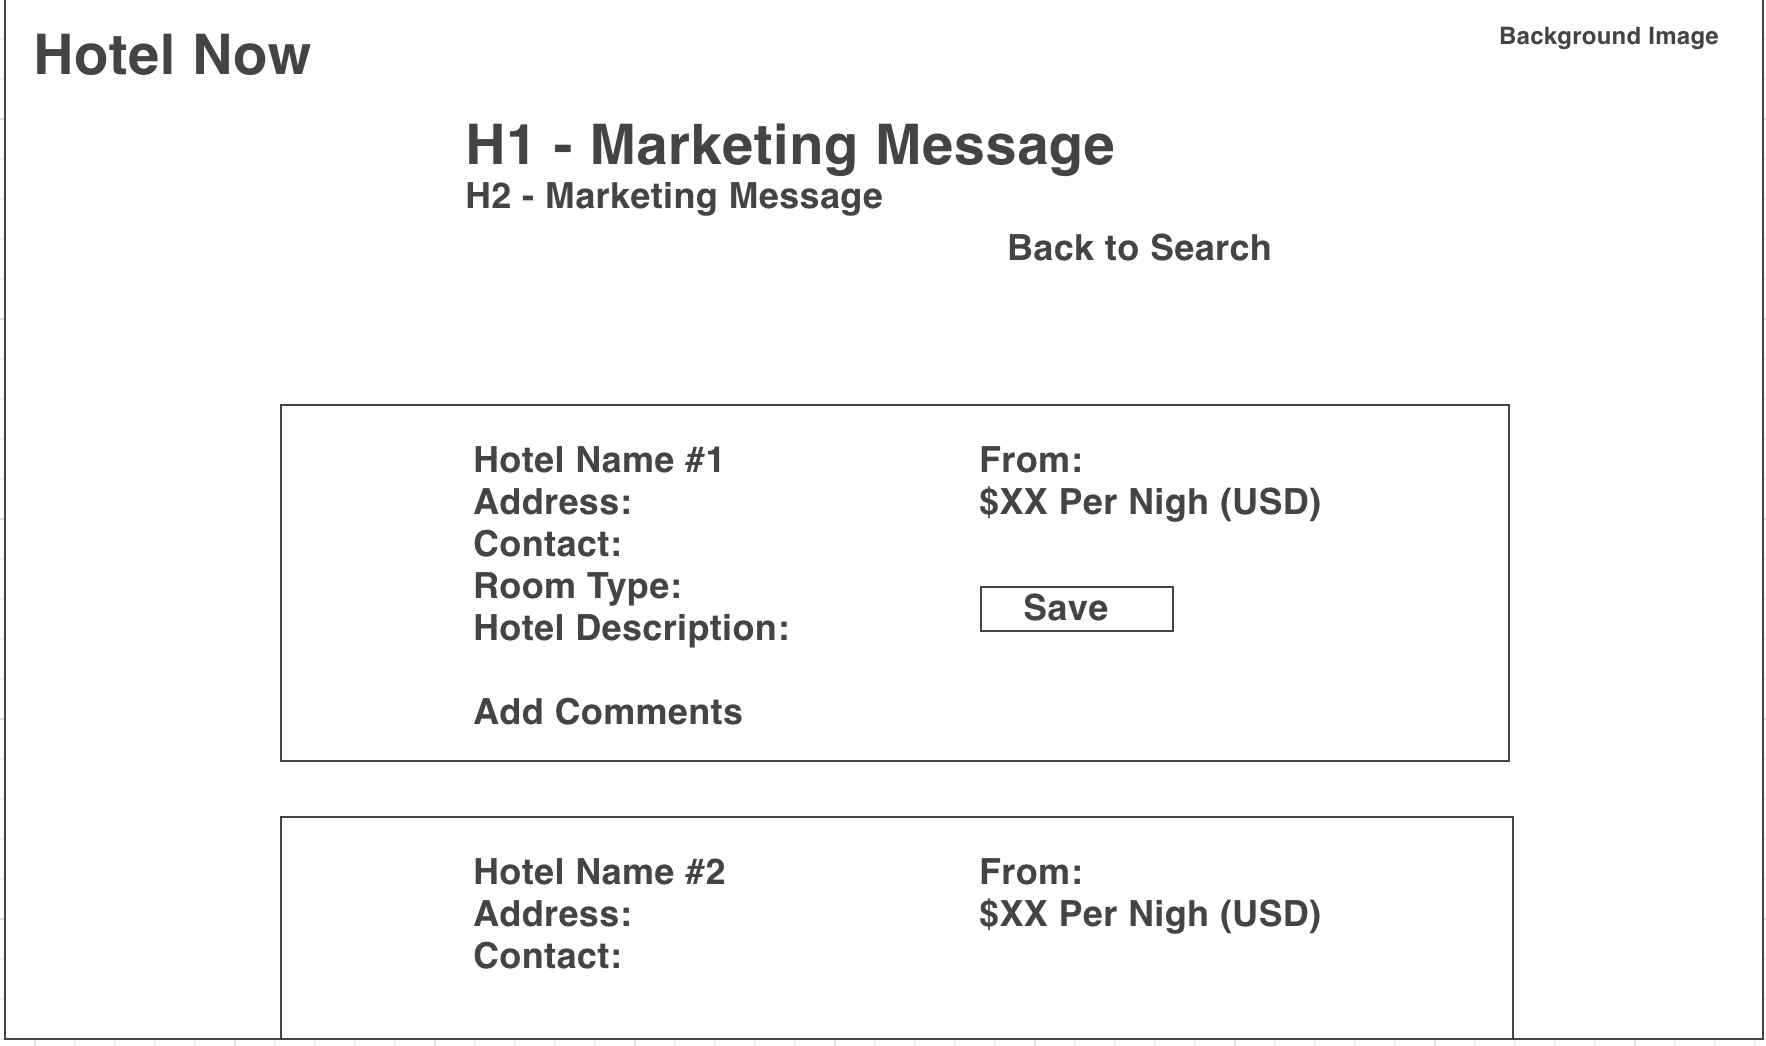 Hotel Now
Background Image
H1 - Marketing Message
H2 - Marketing Message
Back to Search
Hotel Name #1
Address:
Contact:
Room Type:
Hotel Description:
Add Comments
From:
$XX Per Nigh (USD)
Save
Hotel Name #2
Address:
Contact:
From:
$XX Per Nigh (USD)